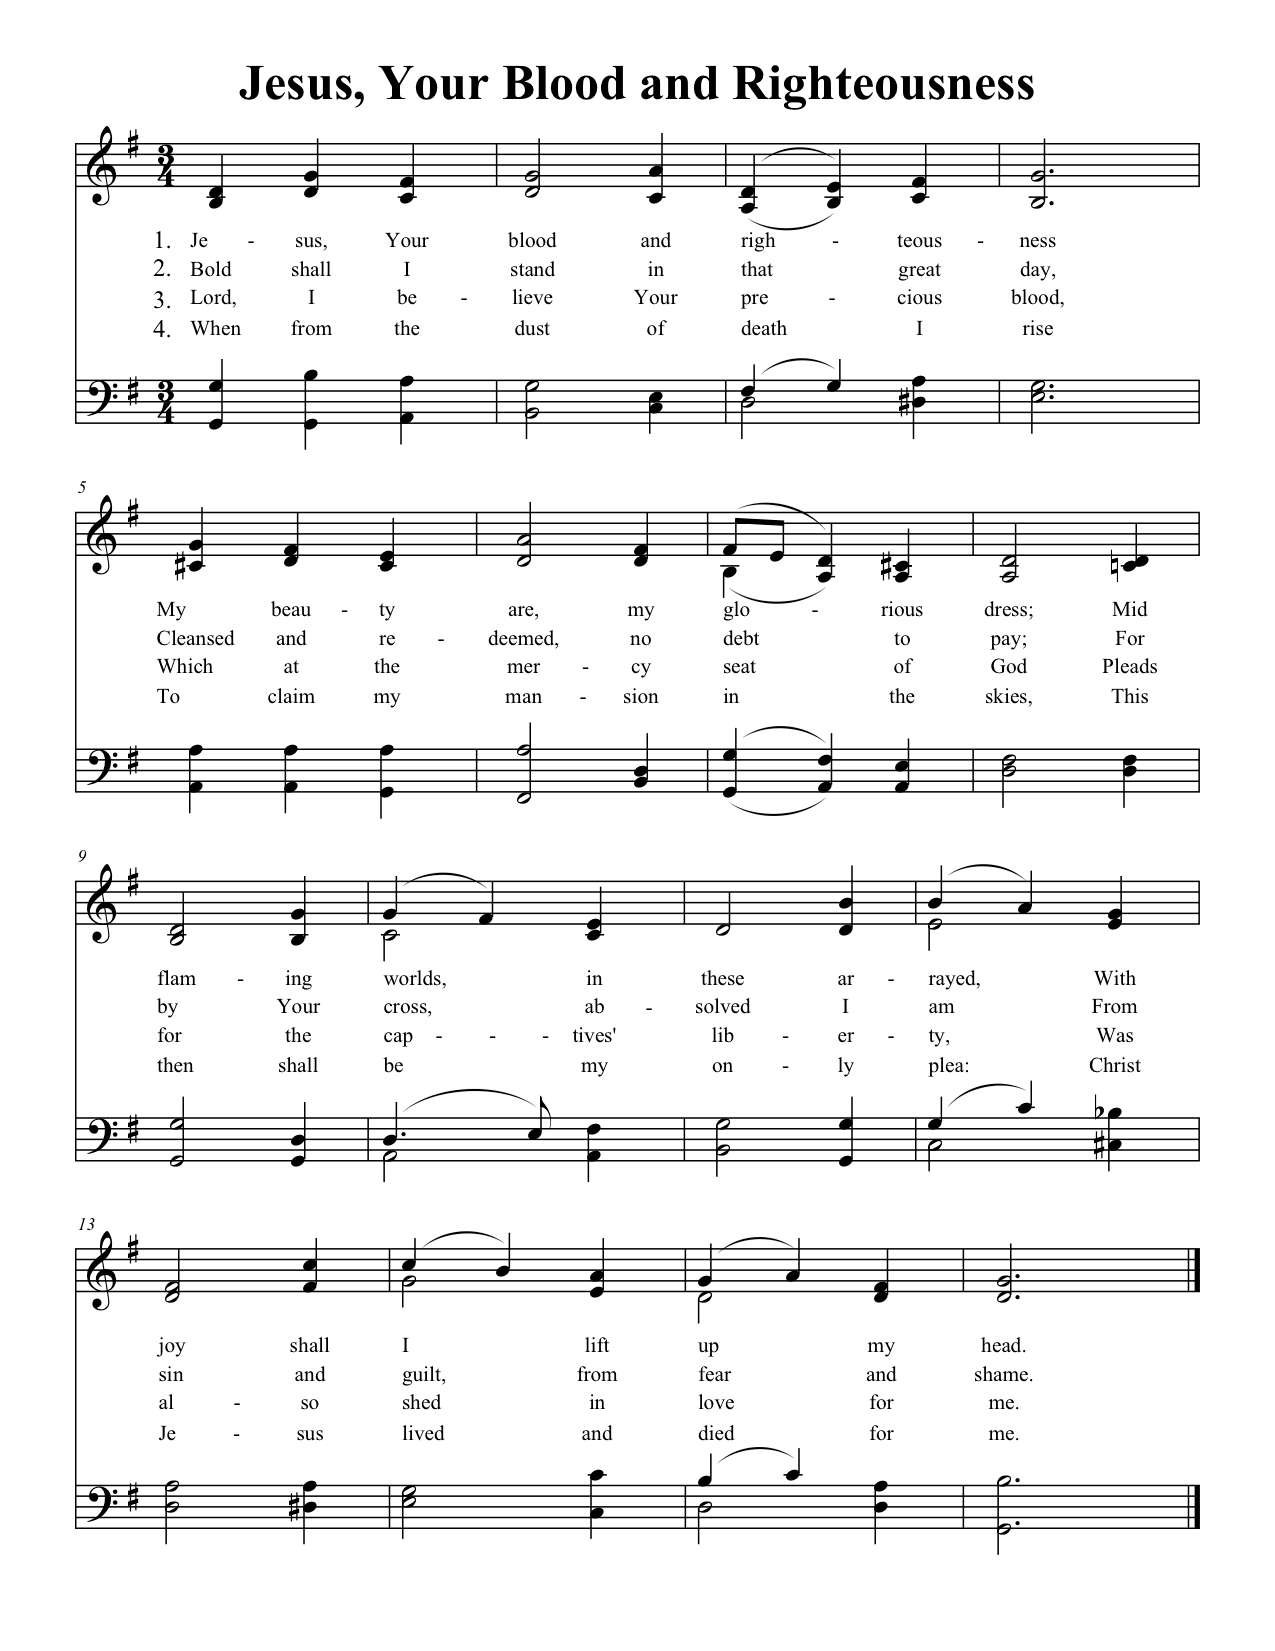 Jesus, Your Blood and Righteousness
3
4
1. Je - sus, Your blood and righ - teous - ness
2. Bold shall I stand in that great day,
3. Lord, I be - lieve Your pre - cious blood,
4. When from the dust of death I rise
3
4
5
My beau - ty are, my glo - rious dress; Mid
Cleansed and re - deemed, no debt to pay; For
Which at the mer - cy seat of God Pleads
To claim my man - sion in the skies, This
9
flam - ing worlds, in these ar - rayed, With
by Your cross, ab - solved I am From
for the cap - - - tives' lib - er - ty, Was
then shall be my on - ly plea: Christ
13
joy shall I lift up my head.
sin and guilt, from fear and shame.
al - so shed in love for me.
Je - sus lived and died for me.